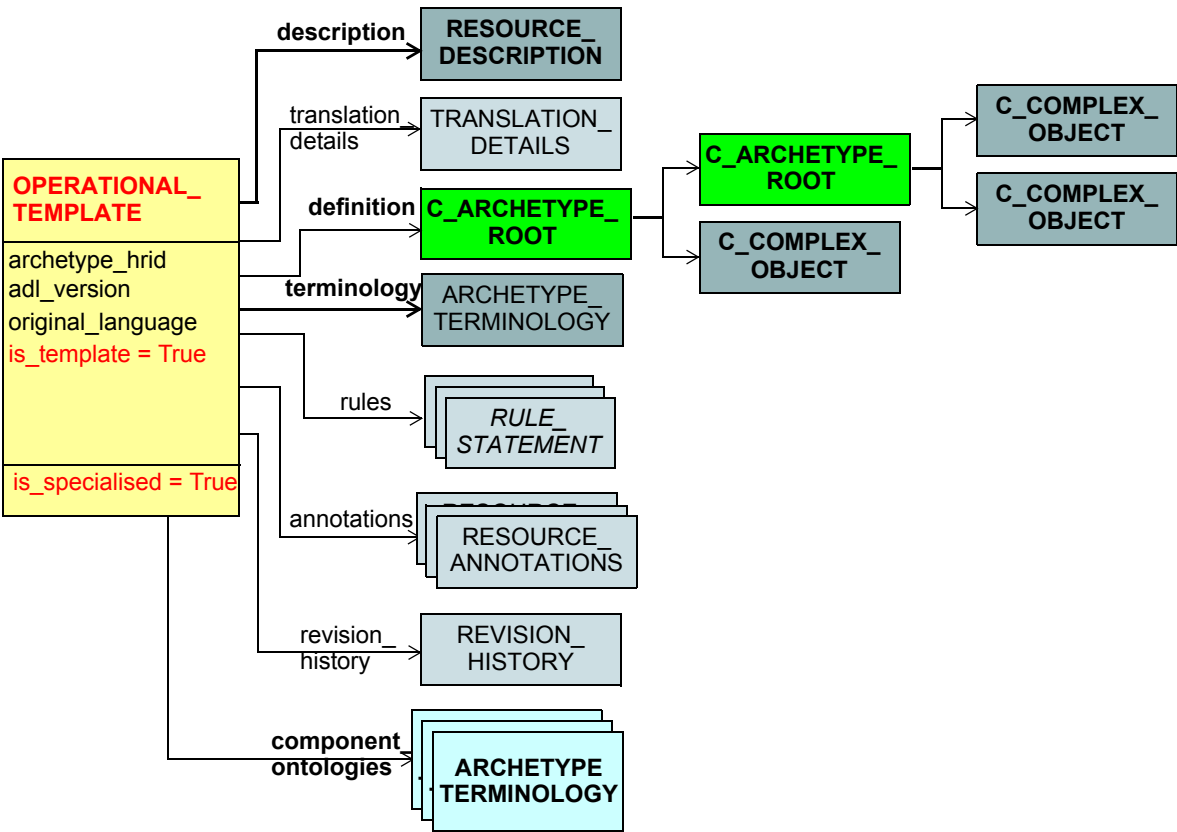 description
RESOURCE_
DESCRIPTION
translation_
details
TRANSLATION_
DETAILS
C_COMPLEX_
OBJECT
C_ARCHETYPE_
ROOT
C_COMPLEX_
OBJECT
OPERATIONAL_
TEMPLATE
definition
C_ARCHETYPE_
ROOT
C_COMPLEX_
OBJECT
archetype_hrid
adl_version
original_language
is_template = True
terminology
ARCHETYPE_
TERMINOLOGY
rules
RULE_
STATEMENT
is_specialised = True
annotations
RESOURCE_
ANNOTATIONS
revision_
history
REVISION_
HISTORY
component_
ontologies
ARCHETYPE
TERMINOLOGY